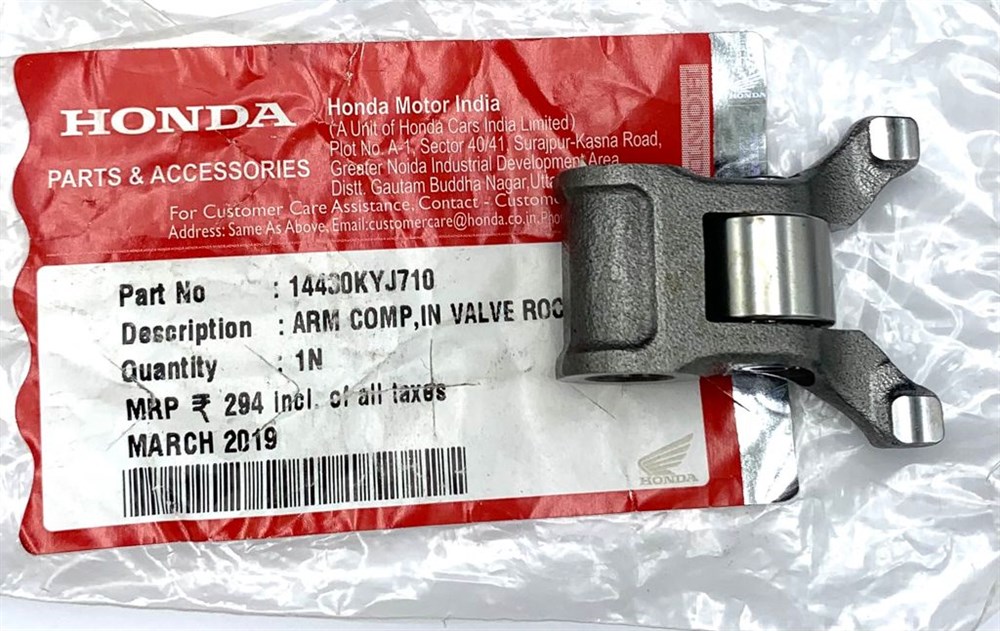 HONDA
PARTS & ACCESSORIES
Honda Motor India
(A Unit of Honda Cars India Limited)
Plot No. A-1, Sector 40/41, Surajpur-Kasna Road,
Greater Noida Industrial Development Area
Distt. Gautam Buddha Nagar,
For Customer Care Assistance, Contact -
Address: Same As Above, Email:customercare@honda.co.in,
Part No : 14430KYJ710
Description : ARM COMP,IN VALVE ROC
Quantity : 1N
MRP ₹ 294 incl. of all taxes
MARCH 2019
HONDA
HONDA